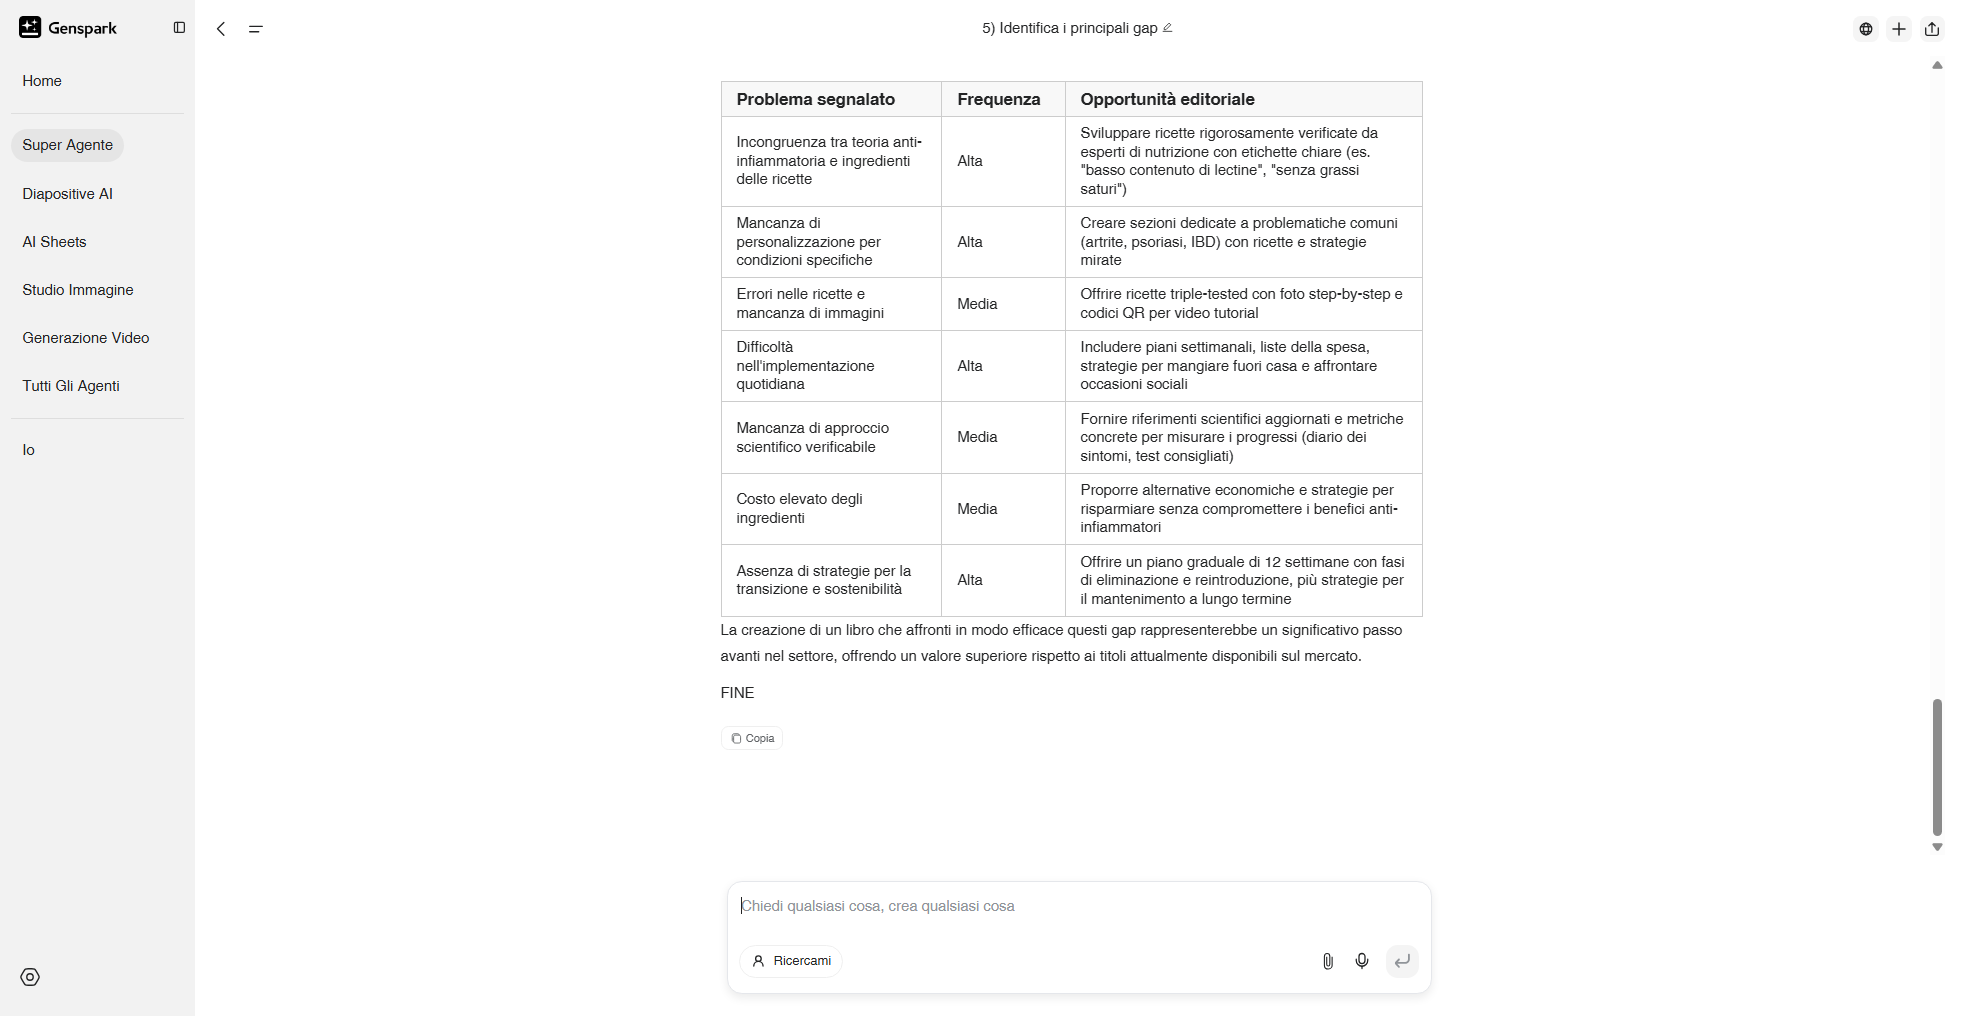 Genspark
5) Identifica i principali gap
Home
Super Agente
Diapositive AI
AI Sheets
Studio Immagine
Generazione Video
Tutti Gli Agenti
Io
Problema segnalato
Frequenza
Opportunità editoriale
Incongruenza tra teoria anti-
infiammatoria e ingredienti
delle ricette
Alta
Sviluppare ricette rigorosamente verificate da
esperti di nutrizione con etichette chiare (es.
"basso contenuto di lectine", "senza grassi
saturi")
Mancanza di
personalizzazione per
condizioni specifiche
Alta
Creare sezioni dedicate a problematiche comuni
(artrite, psoriasi, IBD) con ricette e strategie
mirate
Errori nelle ricette e
mancanza di immagini
Media
Offrire ricette triple-tested con foto step-by-step e
codici QR per video tutorial
Difficoltà
nell'implementazione
quotidiana
Alta
Includere piani settimanali, liste della spesa,
strategie per mangiare fuori casa e affrontare
occasioni sociali
Mancanza di approccio
scientifico verificabile
Media
Fornire riferimenti scientifici aggiornati e metriche
concrete per misurare i progressi (diario dei
sintomi, test consigliati)
Costo elevato degli
ingredienti
Media
Proporre alternative economiche e strategie per
risparmiare senza compromettere i benefici anti-
infiammatori
Assenza di strategie per la
transizione e sostenibilità
Alta
Offrire un piano graduale di 12 settimane con fasi
di eliminazione e reintroduzione, più strategie per
il mantenimento a lungo termine
La creazione di un libro che affronti in modo efficace questi gap rappresenterebbe un significativo passo
avanti nel settore, offrendo un valore superiore rispetto ai titoli attualmente disponibili sul mercato.
FINE
Copia
Chiedi qualsiasi cosa, crea qualsiasi cosa
Ricercami